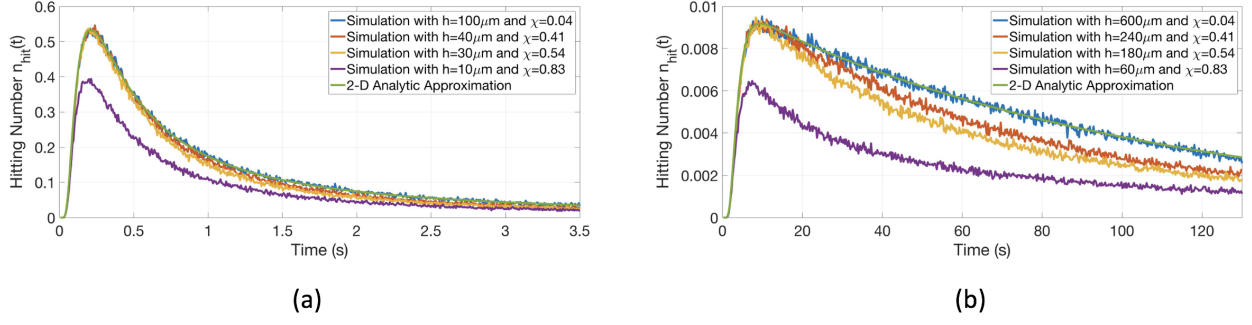 0.6
0.5
0.4
0.3
0.2
0.1
0
Hitting Number n_hit(t)
0
0.5
1
1.5
2
2.5
3
3.5
Time (s)
Simulation with h=100μm and χ=0.04
Simulation with h=40μm and χ=0.41
Simulation with h=30μm and χ=0.54
Simulation with h=10μm and χ=0.83
2-D Analytic Approximation
(a)
0.01
0.008
0.006
0.004
0.002
0
Hitting Number n_hit(t)
0
20
40
60
80
100
120
Time (s)
Simulation with h=600μm and χ=0.04
Simulation with h=240μm and χ=0.41
Simulation with h=180μm and χ=0.54
Simulation with h=60μm and χ=0.83
2-D Analytic Approximation
(b)